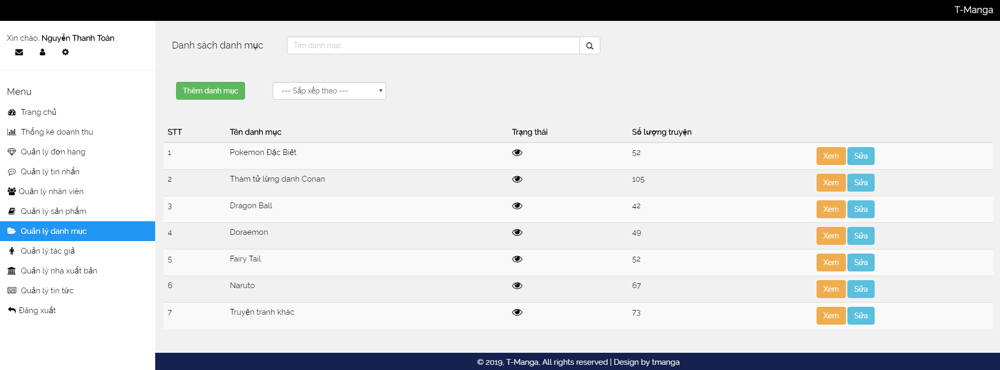 T-Manga
Xin chào, Nguyễn Thanh Toàn
Menu
Trang chủ
Thống kê doanh thu
Quản lý đơn hàng
Quản lý tin nhắn
Quản lý nhân viên
Quản lý sản phẩm
Quản lý danh mục
Quản lý tác giả
Quản lý nhà xuất bản
Quản lý tin tức
Đăng xuất
Danh sách danh mục
Tìm danh mục
Thêm danh mục
--- Sắp xếp theo ---
STT Tên danh mục Trạng thái Số lượng truyện
1 Pokemon Đặc Biệt 52 Xem Sửa
2 Thám tử lừng danh Conan 105 Xem Sửa
3 Dragon Ball 42 Xem Sửa
4 Doraemon 49 Xem Sửa
5 Fairy Tail 52 Xem Sửa
6 Naruto 67 Xem Sửa
7 Truyện tranh khác 73 Xem Sửa
© 2019, T-Manga, All rights reserved | Design by tmanga